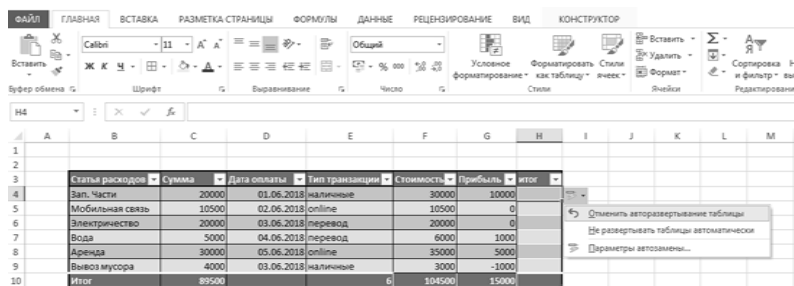 ФАЙЛ ГЛАВНАЯ ВСТАВКА РАЗМЕТКА СТРАНИЦЫ ФОРМУЛЫ ДАННЫЕ РЕЦЕНЗИРОВАНИЕ ВИД КОНСТРУКТОР
Calibri 11 A A Общий Вставить Σ
Вставить Ж К Ч % 000 Условное Форматировать Стили Удалить Сортировка
форматирование как таблицу ячеек Формат и фильтр
Буфер обмена Шрифт Выравнивание Число Стили Ячейки Редактировани
H4 fx
A B C D E F G H I J K L M
1
2
3 Статья расходов Сумма Дата оплаты Тип транзакции Стоимость Прибыль итог
4 Зап. Части 20000 01.06.2018 наличные 30000 10000
5 Мобильная связь 10500 02.06.2018 online 10500 0
6 Электричество 20000 03.06.2018 перевод 20000 0
7 Вода 5000 04.06.2018 перевод 6000 1000
8 Аренда 30000 05.06.2018 online 35000 5000
9 Вывоз мусора 4000 03.06.2018 наличные 3000 -1000
10 Итог 89500 6 104500 15000
Отменить авторазвертывание таблицы
Не развертывать таблицы автоматически
Параметры автозамены...